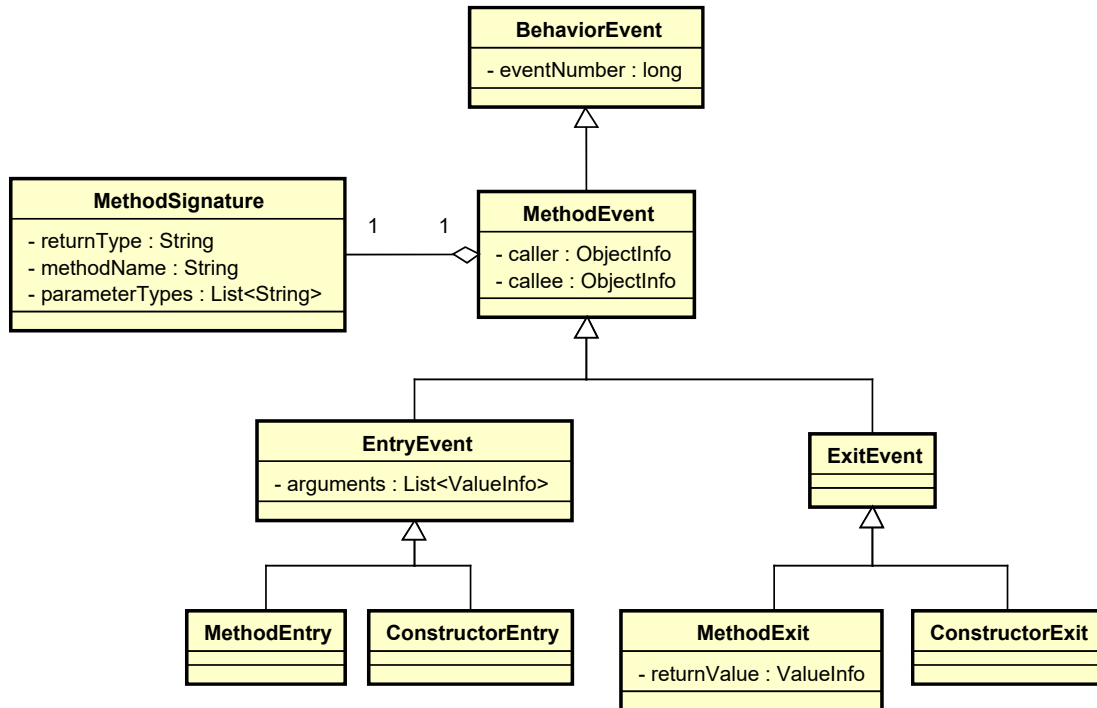 BehaviorEvent
- eventNumber : long
MethodSignature
- returnType : String
- methodName : String
- parameterTypes : List<String>
1
1
MethodEvent
- caller : ObjectInfo
- callee : ObjectInfo
EntryEvent
- arguments : List<ValueInfo>
ExitEvent
MethodEntry
ConstructorEntry
MethodExit
- returnValue : ValueInfo
ConstructorExit